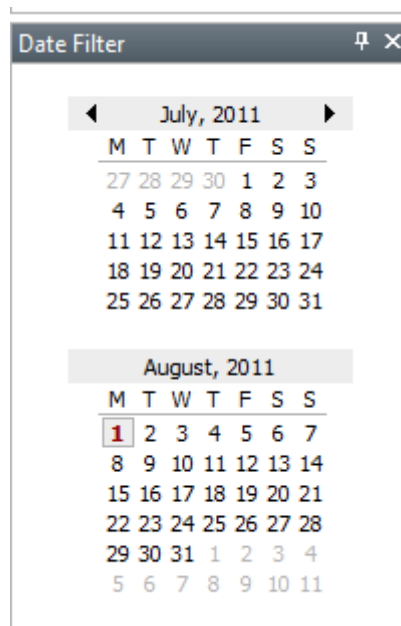 Date Filter
July, 2011
M T W T F S S
27 28 29 30 1 2 3
4 5 6 7 8 9 10
11 12 13 14 15 16 17
18 19 20 21 22 23 24
25 26 27 28 29 30 31
August, 2011
M T W T F S S
1 2 3 4 5 6 7
8 9 10 11 12 13 14
15 16 17 18 19 20 21
22 23 24 25 26 27 28
29 30 31 1 2 3 4
5 6 7 8 9 10 11